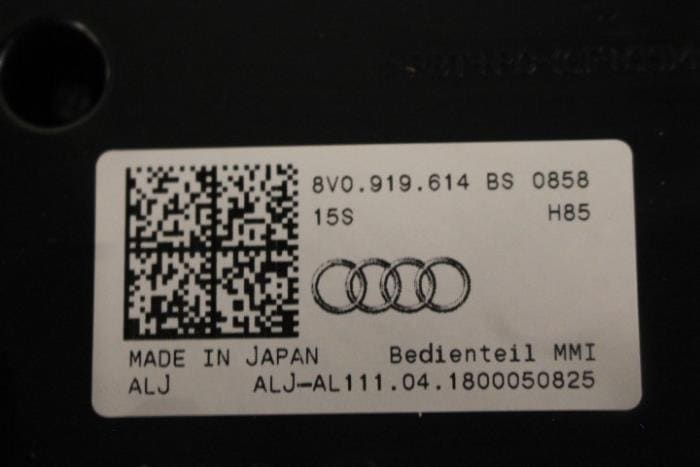 8V0.919.614 BS 0858
15S H85
MADE IN JAPAN Bedienteil MMI
ALJ ALJ-AL111.04.1800050825